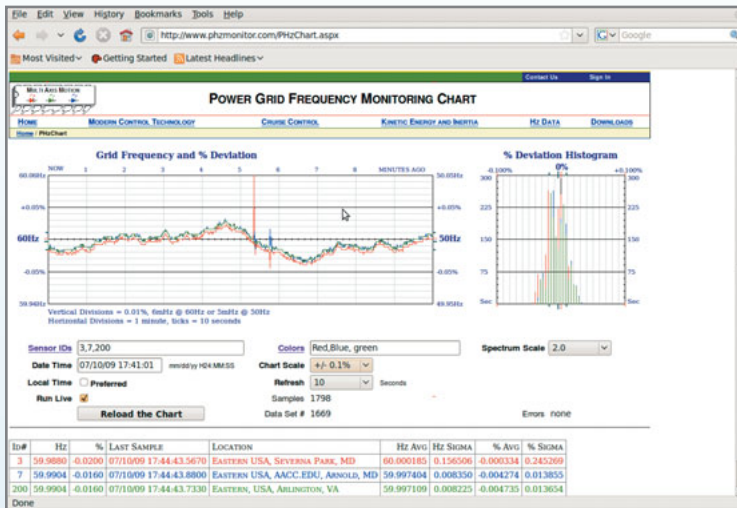 File Edit View History Bookmarks Tools Help
http://www.phzmonitor.com/PHzChart.aspx
Google
Most Visited Getting Started Latest Headlines
Contact Us Sign In
MULTI AXIS MOTION
POWER GRID FREQUENCY MONITORING CHART
HOME MODERN CONTROL TECHNOLOGY CRUISE CONTROL KINETIC ENERGY AND INERTIA HZ DATA DOWNLOADS
Home / PHzChart
Grid Frequency and % Deviation
% Deviation Histogram
NOW 1 2 3 4 5 6 7 8 MINUTES AGO
-0.100% 0% +0.100%
60.06Hz 50.05Hz 300 300
+0.05% +0.05% 225 225
60Hz 50Hz 150 150
-0.05% -0.05% 75 75
59.94Hz 49.95Hz Sec Sec
Vertical Divisions = 0.01%, 6mHz @ 60Hz or 5mHz @ 50Hz
Horizontal Divisions = 1 minute, ticks = 10 seconds
Sensor IDs 3,7,200 Colors Red,Blue, green Spectrum Scale 2.0
Date Time 07/10/09 17:41:01 mm/dd/yy H24:MM:SS Chart Scale +/- 0.1%
Local Time Preferred Refresh 10 Seconds
Run Live Samples 1798
Reload the Chart Data Set # 1669 Errors none
ID# HZ % LAST SAMPLE LOCATION HZ AVG HZ SIGMA % AVG % SIGMA
3 59.9880 -0.0200 07/10/09 17:44:43.5670 EASTERN USA, SEVERNA PARK, MD 60.000185 0.156506 -0.000334 0.245269
7 59.9904 -0.0160 07/10/09 17:44:43.8800 EASTERN USA, AACC.EDU, ARNOLD, MD 59.997404 0.008350 -0.004274 0.013855
200 59.9904 -0.0160 07/10/09 17:44:43.7330 EASTERN, USA, ARLINGTON, VA 59.997109 0.008225 -0.004735 0.013654
Done